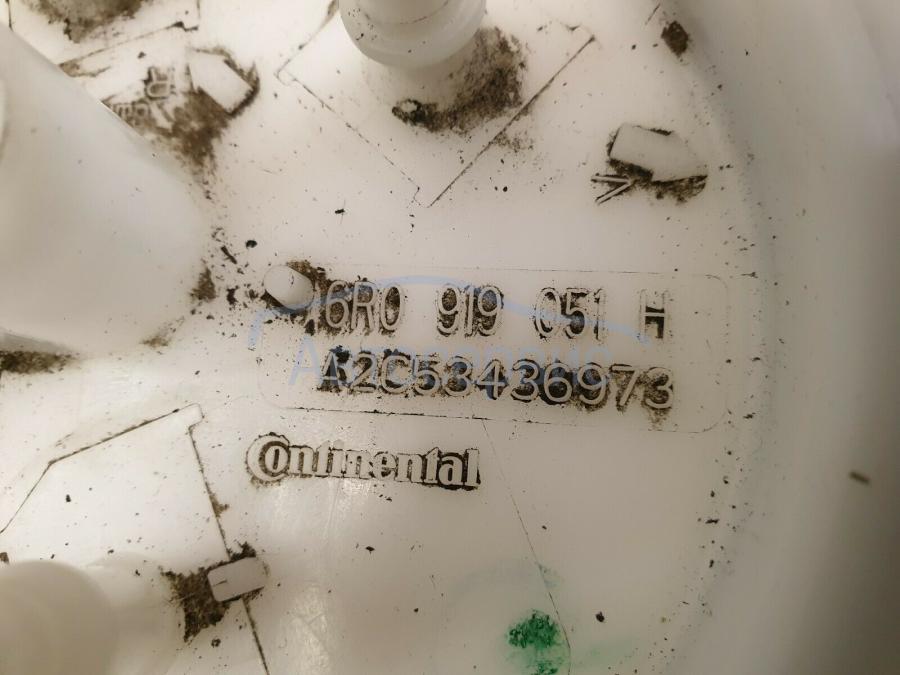 6R0 919 051 H
A2C53436973
Continental